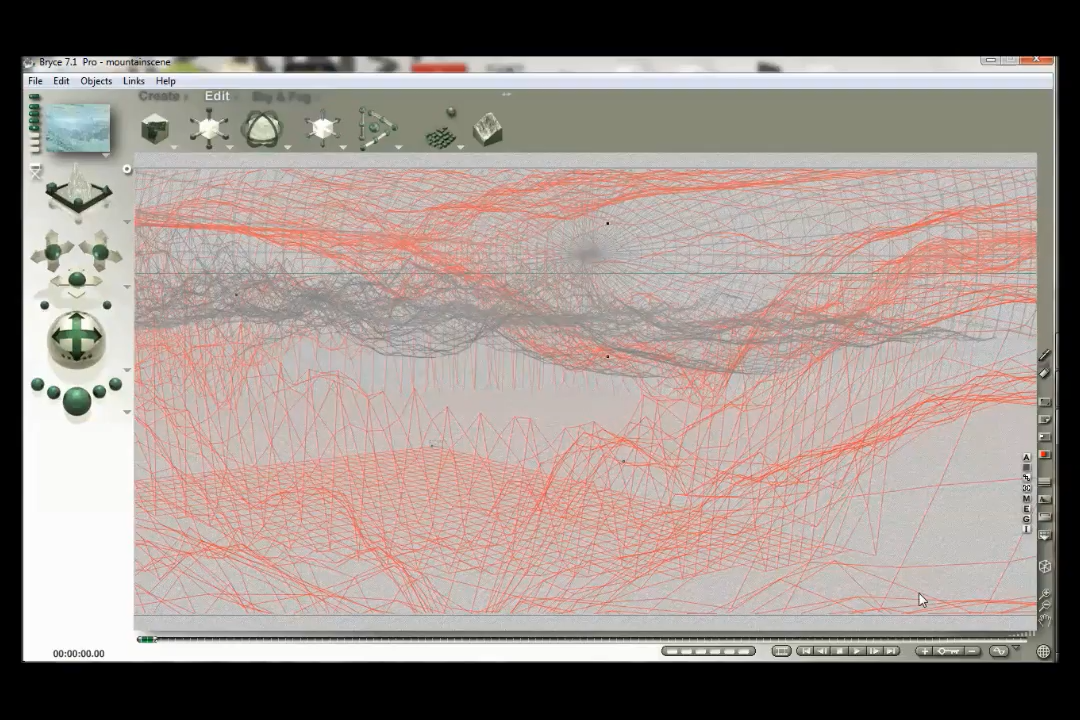 Bryce 7.1 Pro - mountainscene
File Edit Objects Links Help
Create Edit Sky & Fog
A
M
E
G
I
00:00:00.00